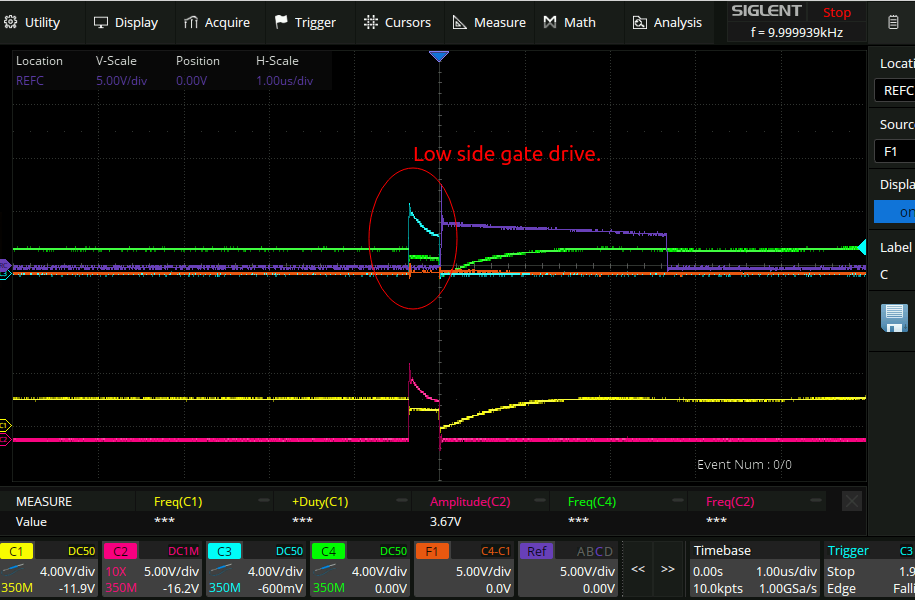 Utility Display Acquire Trigger Cursors Measure Math Analysis SIGLENT Stop
f = 9.999939kHz
Location V-Scale Position H-Scale
REFC 5.00V/div 0.00V 1.00us/div
Low side gate drive.
Event Num : 0/0
Locati
REFC
Source
F1
Displa
on
Label
C
MEASURE Freq(C1) +Duty(C1) Amplitude(C2) Freq(C4) Freq(C2)
Value *** *** 3.67V *** ***
C1 DC50 C2 DC1M C3 DC50 C4 DC50 F1 C4-C1 Ref ABCD << >> Timebase Trigger C3
4.00V/div 10X 5.00V/div 4.00V/div 4.00V/div 5.00V/div 5.00V/div 0.00s 1.00us/div Stop 1.9
350M -11.9V 350M -16.2V 350M -600mV 350M 0.00V 0.0V 0.00V 10.0kpts 1.00GSa/s Edge Falli